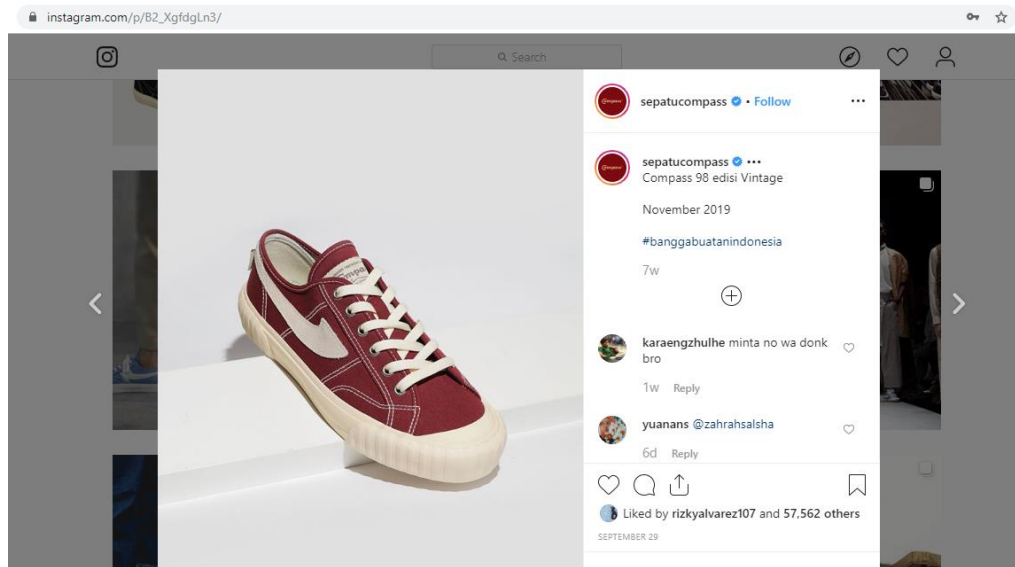 instagram.com/p/B2_XgfdgLn3/
Search
sepatucompass • Follow
sepatucompass
Compass 98 edisi Vintage
November 2019
#banggabuatanindonesia
7w
karaengzhulhe minta no wa donk
bro
1w Reply
yuanans @zahrahsalsha
6d Reply
Liked by rizkyalvarez107 and 57,562 others
SEPTEMBER 29